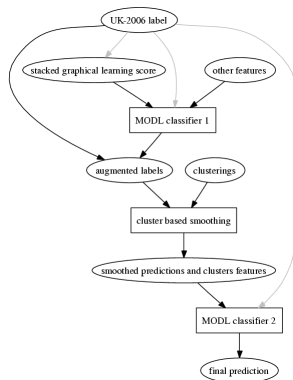 UK-2006 label
stacked graphical learning score
other features
MODL classifier 1
augmented labels
clusterings
cluster based smoothing
smoothed predictions and clusters features
MODL classifier 2
final prediction